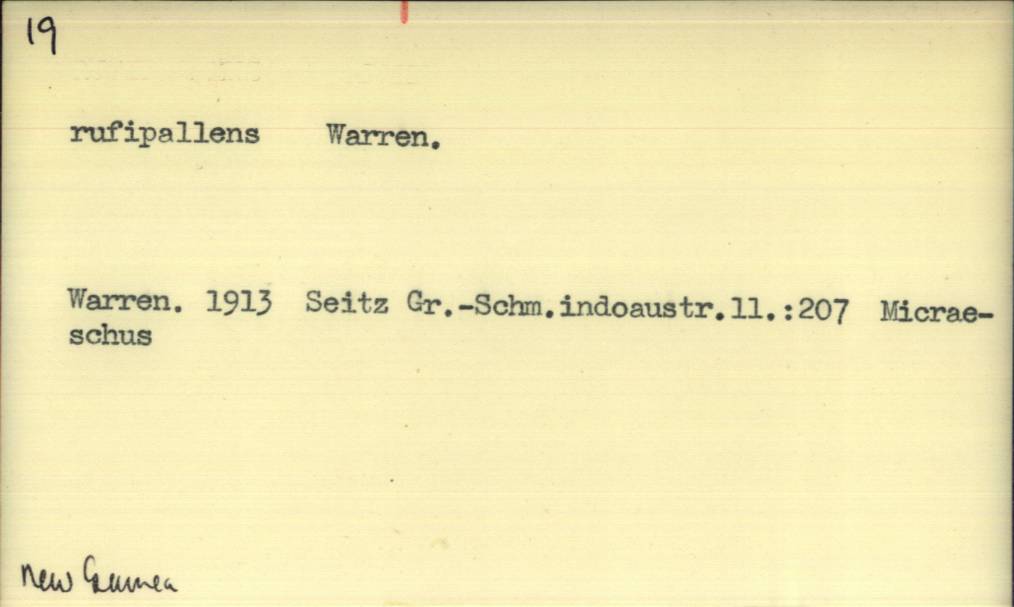 19
rufipallens Warren.
Warren. 1913 Seitz Gr.-Schm.indoaustr.11.:207 Micrae-
schus
New Guinea